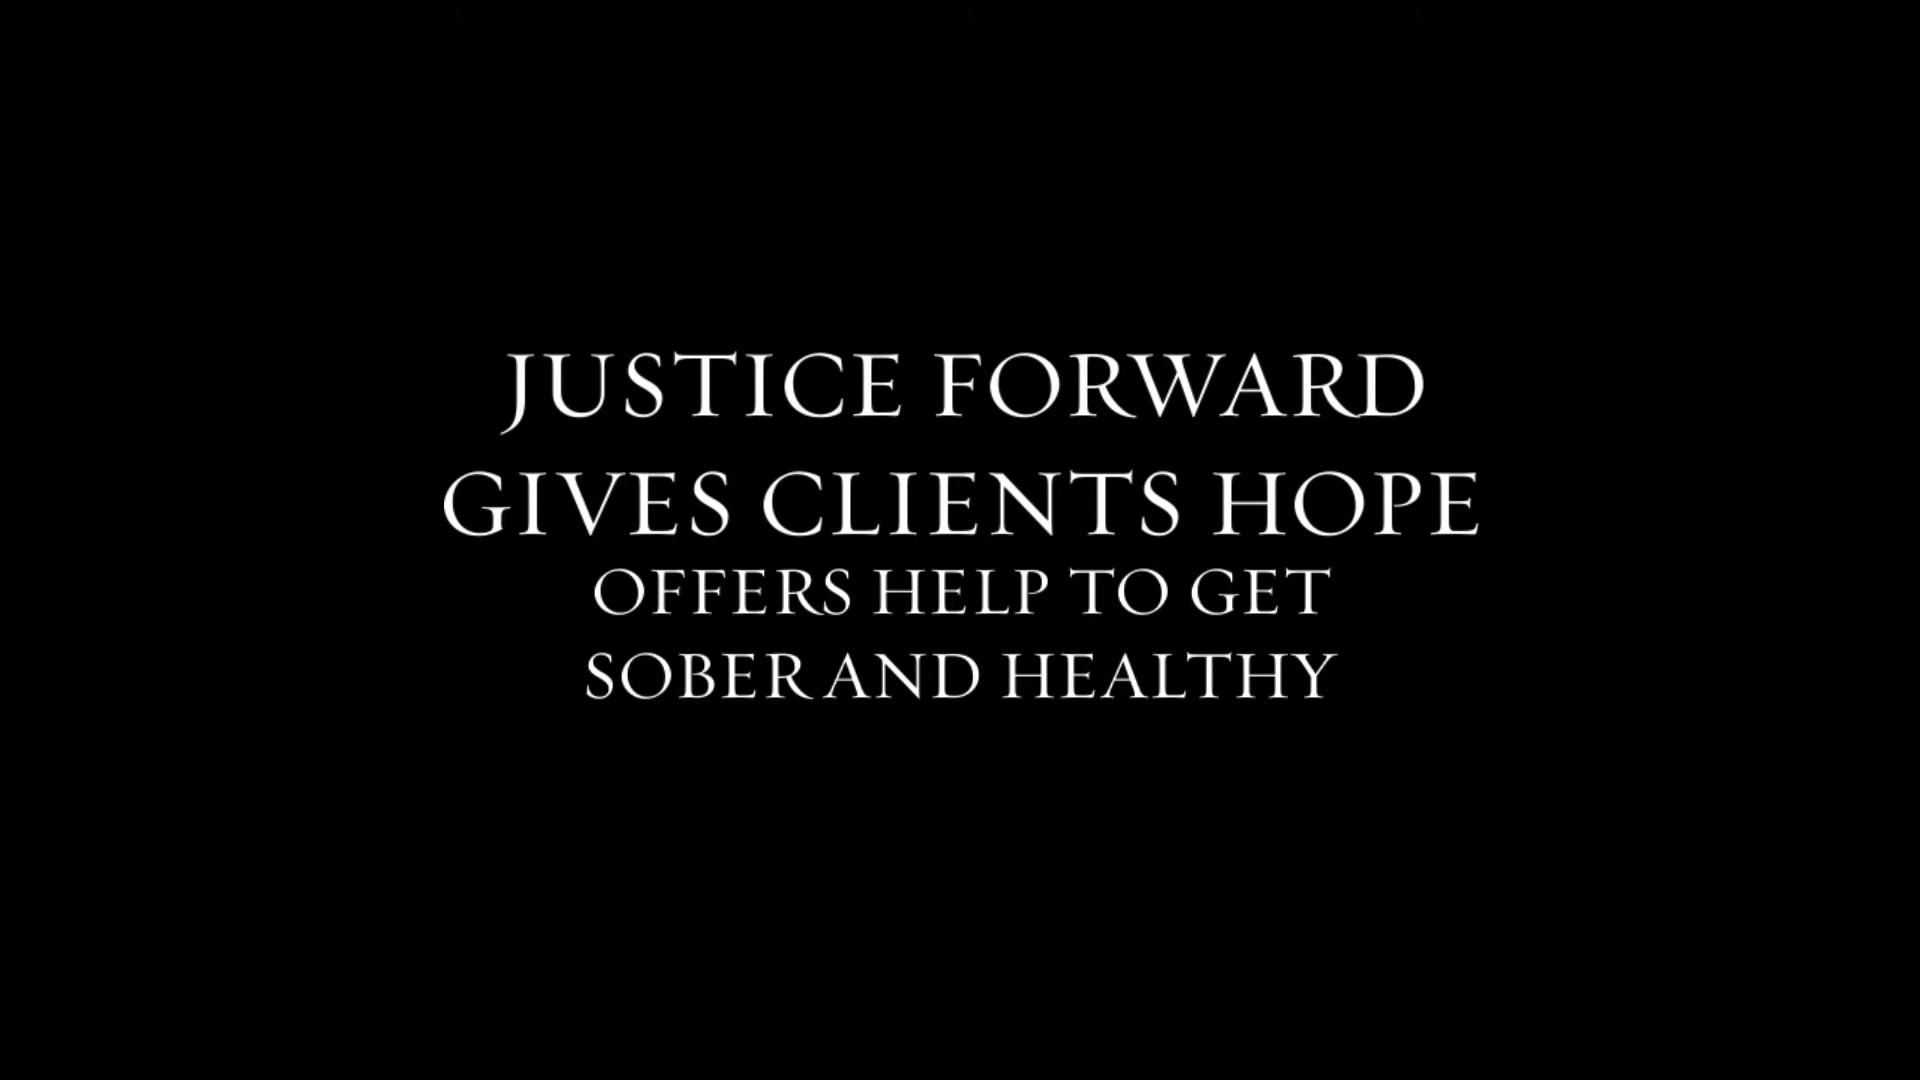 JUSTICE FORWARD
GIVES CLIENTS HOPE
OFFERS HELP TO GET
SOBER AND HEALTHY